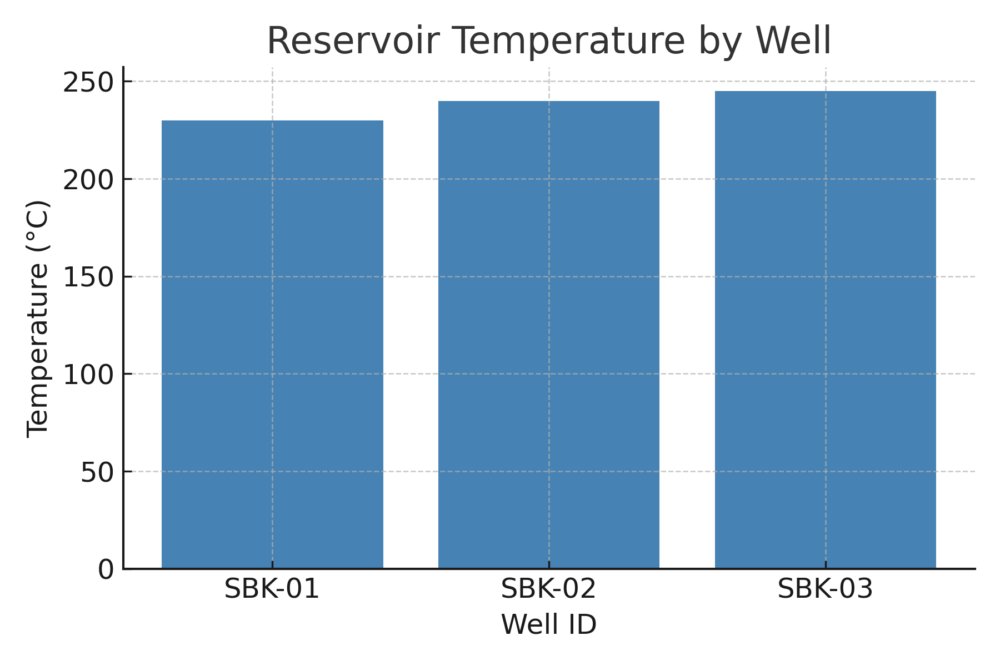 Reservoir Temperature by Well
Temperature (°C)
250
200
150
100
50
0
SBK-01 SBK-02 SBK-03
Well ID